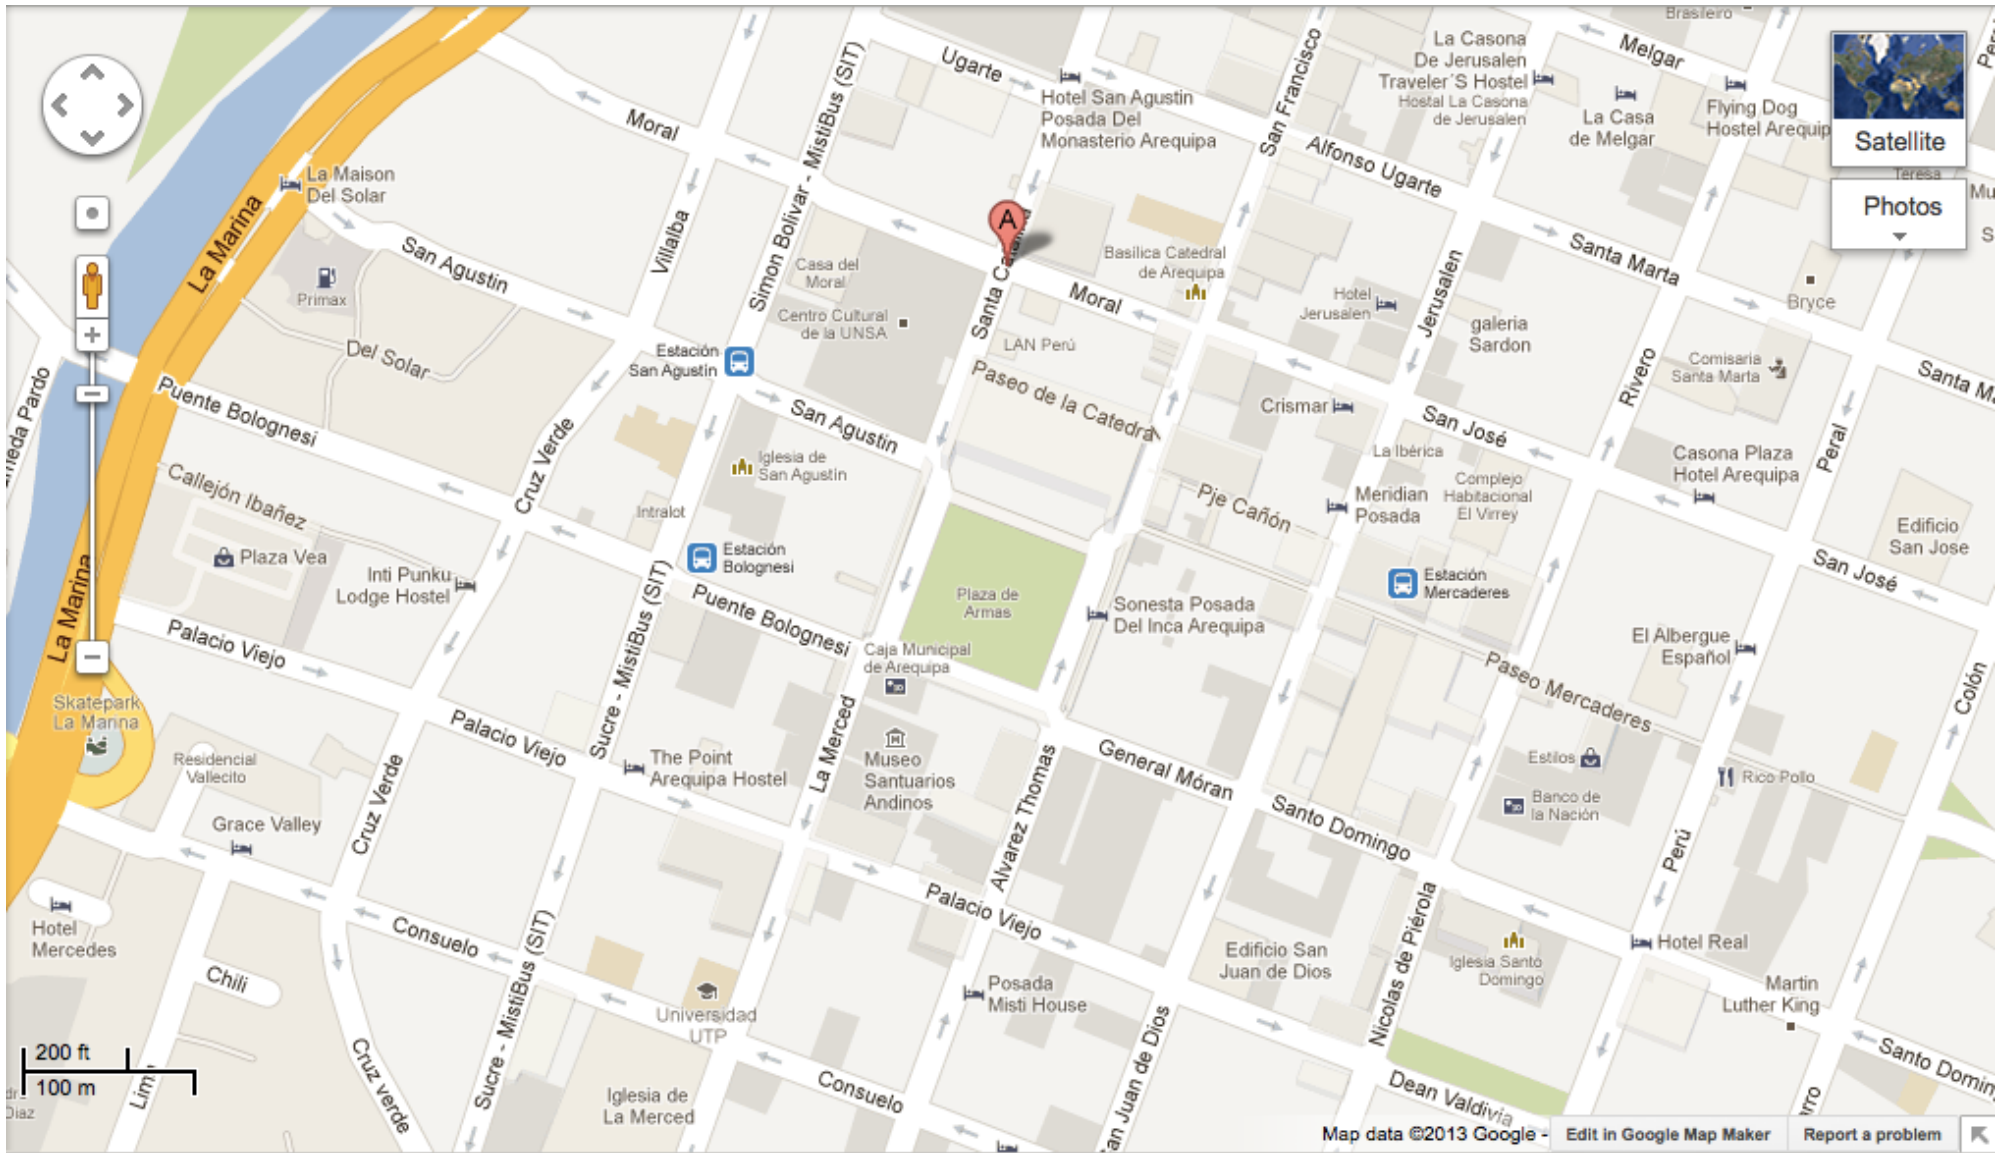 Brasileiro
Melgar
La Casona
De Jerusalen
Traveler´S Hostel
Hostal La Casona
de Jerusalen
Ugarte
Hotel San Agustin
Posada Del
Monasterio Arequipa
San Francisco
La Casa
de Melgar
Flying Dog
Hostel Arequip
Satellite
Photos
Teresa
Moral
Simon Bolívar - MistiBus (SIT)
Alfonso Ugarte
La Maison
Del Solar
La Marina
San Agustin
Villalba
A
Casa del
Moral
Basílica Catedral
de Arequipa
Santa Marta
Bryce
Primax
Centro Cultural
de la UNSA
Moral
Hotel
Jerusalen
Jerusalen
galeria
Sardon
LAN Perú
Del Solar
Estación
San Agustín
Paseo de la Catedral
Rivero
Comisaria
Santa Marta
Santa Ma
Puente Bolognesi
San Agustin
Crismar
San José
Cruz Verde
Iglesia de
San Agustín
La Ibérica
Casona Plaza
Hotel Arequipa
Peral
Callejón Ibañez
Intralot
Pje Cañón
Meridian
Posada
Complejo
Habitacional
El Virrey
Edificio
San Jose
Plaza Vea
Inti Punku
Lodge Hostel
Estación
Bolognesi
Plaza de
Armas
Estación
Mercaderes
San José
La Marina
Puente Bolognesi
Sonesta Posada
Del Inca Arequipa
Palacio Viejo
Sucre - MistiBus (SIT)
Caja Municipal
de Arequipa
El Albergue
Español
Paseo Mercaderes
Colón
Skatepark
La Marina
Palacio Viejo
La Merced
Residencial
Vallecito
The Point
Arequipa Hostel
Museo
Santuarios
Andinos
General Móran
Estilos
Rico Pollo
Grace Valley
Cruz Verde
Alvarez Thomas
Santo Domingo
Banco de
la Nación
Perú
Hotel
Mercedes
Consuelo
Palacio Viejo
Edificio San
Juan de Dios
Nicolas de Piérola
Iglesia Santo
Domingo
Hotel Real
Chili
Sucre - MistiBus (SIT)
Universidad
UTP
Posada
Misti House
Martin
Luther King
200 ft
100 m
Cruz verde
Iglesia de
La Merced
Consuelo
Dean Valdivia
Santo Domin
Map data ©2013 Google -
Edit in Google Map Maker
Report a problem